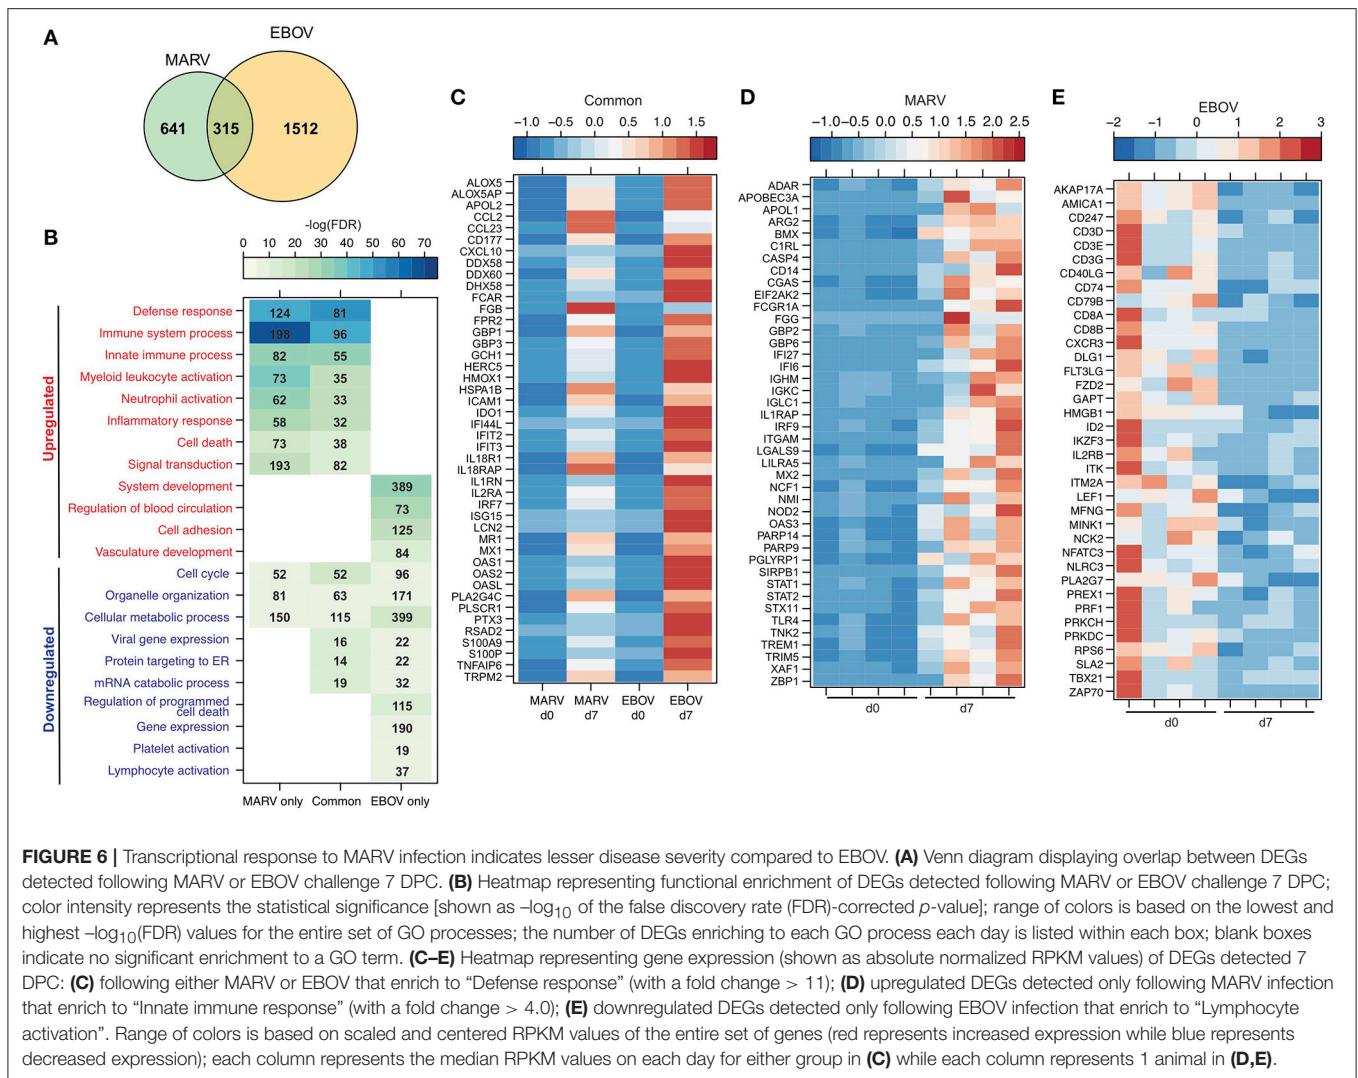 A
EBOV
MARV
641
315
1512
B
-log(FDR)
0 10 20 30 40 50 60 70
Upregulated
Defense response 124 81
Immune system process 198 96
Innate immune process 82 55
Myeloid leukocyte activation 73 35
Neutrophil activation 62 33
Inflammatory response 58 32
Cell death 73 38
Signal transduction 193 82
System development 389
Regulation of blood circulation 73
Cell adhesion 125
Vasculature development 84
Downregulated
Cell cycle 52 52 96
Organelle organization 81 63 171
Cellular metabolic process 150 115 399
Viral gene expression 16 22
Protein targeting to ER 14 22
mRNA catabolic process 19 32
Regulation of programmed
cell death 115
Gene expression 190
Platelet activation 19
Lymphocyte activation 37
MARV only Common EBOV only
C
Common
-1.0 -0.5 0.0 0.5 1.0 1.5
ALOX5
ALOX5AP
APOL2
CCL2
CCL23
CD177
CXCL10
DDX58
DDX60
DHX58
FCAR
FGB
FPR2
GBP1
GBP3
GCH1
HERC5
HMOX1
HSPA1B
ICAM1
IDO1
IFI44L
IFIT2
IFIT3
IL18R1
IL18RAP
IL1RN
IL2RA
IRF7
ISG15
LCN2
MR1
MX1
OAS1
OAS2
OASL
PLA2G4C
PLSCR1
PTX3
RSAD2
S100A9
S100P
TNFAIP6
TRPM2
MARV MARV EBOV EBOV
d0 d7 d0 d7
D
MARV
-1.0 -0.5 0.0 0.5 1.0 1.5 2.0 2.5
ADAR
APOBEC3A
APOL1
ARG2
BMX
C1RL
CASP4
CD14
CGAS
EIF2AK2
FCGR1A
FGG
GBP2
GBP6
IFI27
IFI6
IGHM
IGKC
IGLC1
IL1RAP
IRF9
ITGAM
LGALS9
LILRA5
MX2
NCF1
NMI
NOD2
OAS3
PARP14
PARP9
PGLYRP1
SIRPB1
STAT1
STAT2
STX11
TLR4
TNK2
TREM1
TRIM5
XAF1
ZBP1
d0 d7
E
EBOV
-2 -1 0 1 2 3
AKAP17A
AMICA1
CD247
CD3D
CD3E
CD3G
CD40LG
CD74
CD79B
CD8A
CD8B
CXCR3
DLG1
FLT3LG
FZD2
GAPT
HMGB1
ID2
IKZF3
IL2RB
ITK
ITM2A
LEF1
MFNG
MINK1
NCK2
NFATC3
NLRC3
PLA2G7
PREX1
PRF1
PRKCH
PRKDC
RPS6
SLA2
TBX21
ZAP70
d0 d7
FIGURE 6 | Transcriptional response to MARV infection indicates lesser disease severity compared to EBOV. (A) Venn diagram displaying overlap between DEGs
detected following MARV or EBOV challenge 7 DPC. (B) Heatmap representing functional enrichment of DEGs detected following MARV or EBOV challenge 7 DPC;
color intensity represents the statistical significance [shown as –log10 of the false discovery rate (FDR)-corrected p-value]; range of colors is based on the lowest and
highest –log10(FDR) values for the entire set of GO processes; the number of DEGs enriching to each GO process each day is listed within each box; blank boxes
indicate no significant enrichment to a GO term. (C–E) Heatmap representing gene expression (shown as absolute normalized RPKM values) of DEGs detected 7
DPC: (C) following either MARV or EBOV that enrich to “Defense response” (with a fold change > 11); (D) upregulated DEGs detected only following MARV infection
that enrich to “Innate immune response” (with a fold change > 4.0); (E) downregulated DEGs detected only following EBOV infection that enrich to “Lymphocyte
activation”. Range of colors is based on scaled and centered RPKM values of the entire set of genes (red represents increased expression while blue represents
decreased expression); each column represents the median RPKM values on each day for either group in (C) while each column represents 1 animal in (D,E).